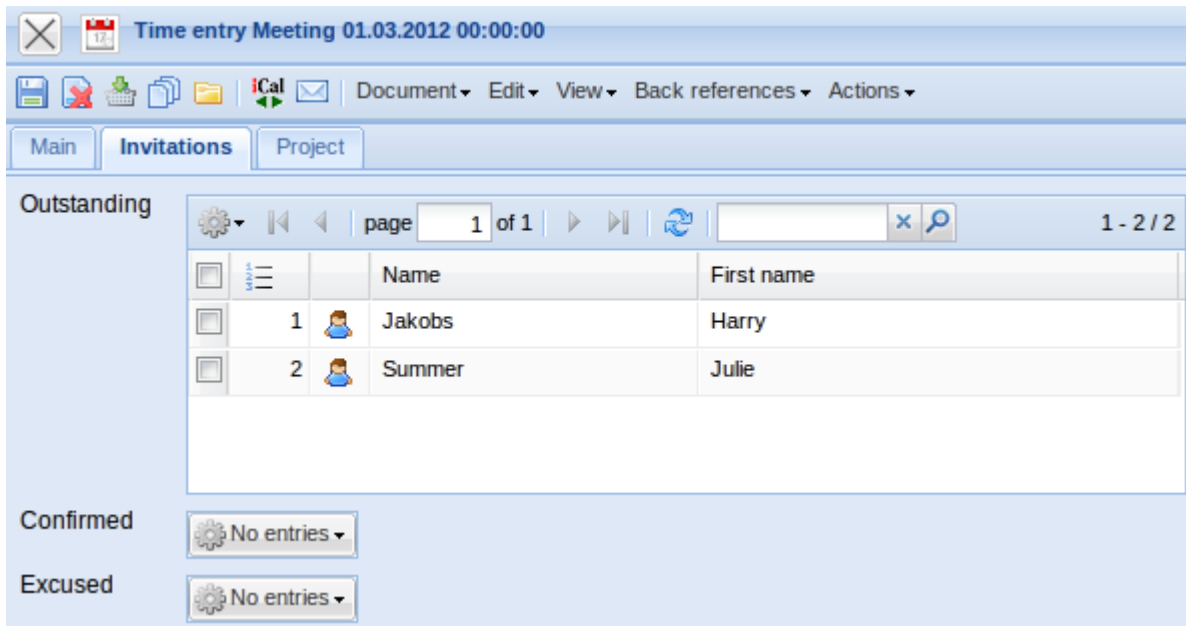 Time entry Meeting 01.03.2012 00:00:00
iCal Document Edit View Back references Actions
Main Invitations Project
Outstanding
page 1 of 1 1 - 2 / 2
Name First name
1 Jakobs Harry
2 Summer Julie
Confirmed No entries
Excused No entries